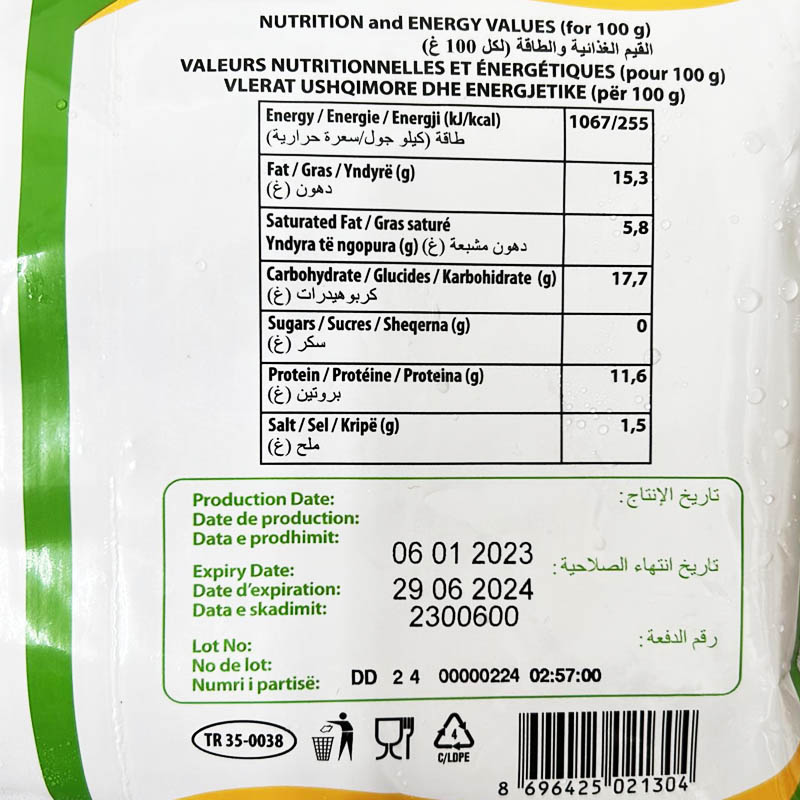 NUTRITION and ENERGY VALUES (for 100 g)
القيم الغذائية والطاقة (لكل 100 غ)
VALEURS NUTRITIONNELLES ET ÉNERGÉTIQUES (pour 100 g)
VLERAT USHQIMORE DHE ENERGJETIKE (për 100 g)
Energy / Energie / Energji (kJ/kcal) 1067/255
طاقة (كيلو جول/سعرة حرارية)
Fat / Gras / Yndyrë (g) 15,3
دهون (غ)
Saturated Fat / Gras saturé 5,8
Yndyra të ngopura (g) دهون مشبعة (غ)
Carbohydrate / Glucides / Karbohidrate (g) 17,7
كربوهيدرات (غ)
Sugars / Sucres / Sheqerna (g) 0
سكر (غ)
Protein / Protéine / Proteina (g) 11,6
بروتين (غ)
Salt / Sel / Kripë (g) 1,5
ملح (غ)
Production Date: تاريخ الإنتاج:
Date de production:
Data e prodhimit:
06 01 2023
Expiry Date: تاريخ انتهاء الصلاحية:
Date d'expiration: 29 06 2024
Data e skadimit: 2300600
Lot No: رقم الدفعة:
No de lot:
Numri i partisë: DD 24 00000224 02:57:00
TR 35-0038
4
C/LDPE
8 696425 021304